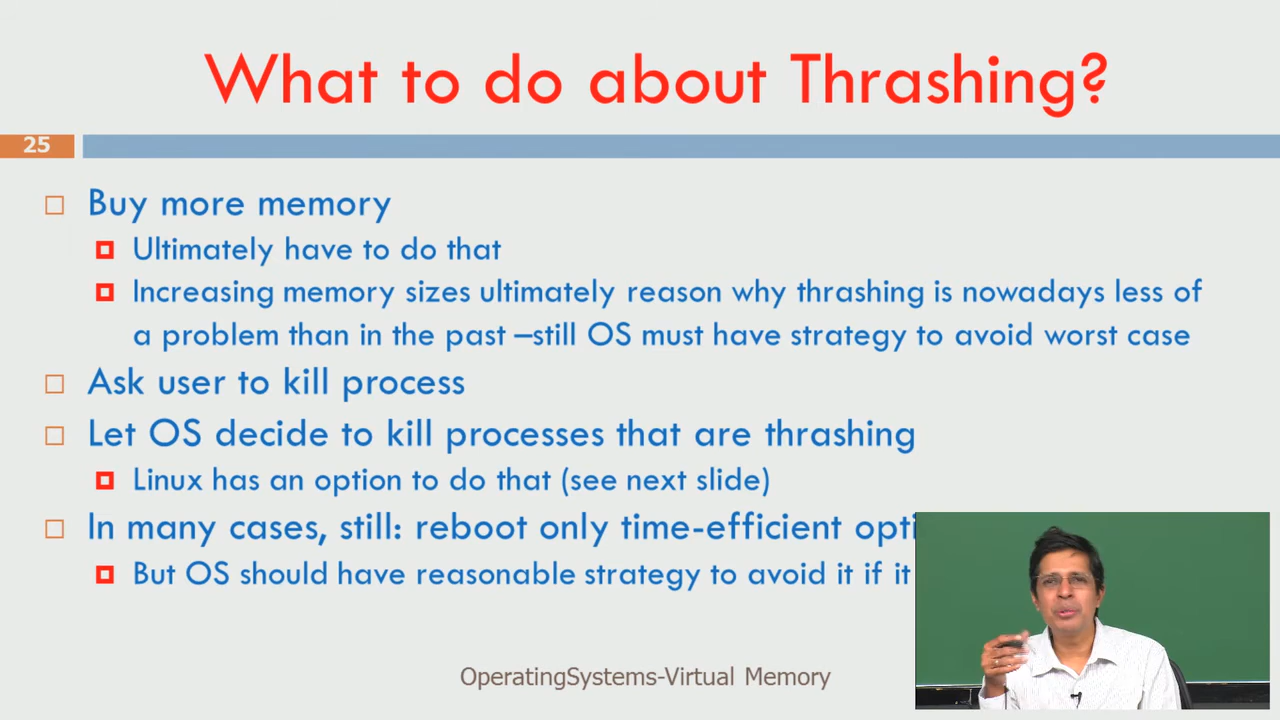 What to do about Thrashing?
25
Buy more memory
Ultimately have to do that
Increasing memory sizes ultimately reason why thrashing is nowadays less of
a problem than in the past –still OS must have strategy to avoid worst case
Ask user to kill process
Let OS decide to kill processes that are thrashing
Linux has an option to do that (see next slide)
In many cases, still: reboot only time-efficient
But OS should have reasonable strategy to avoid it if it
OperatingSystems-Virtual Memory